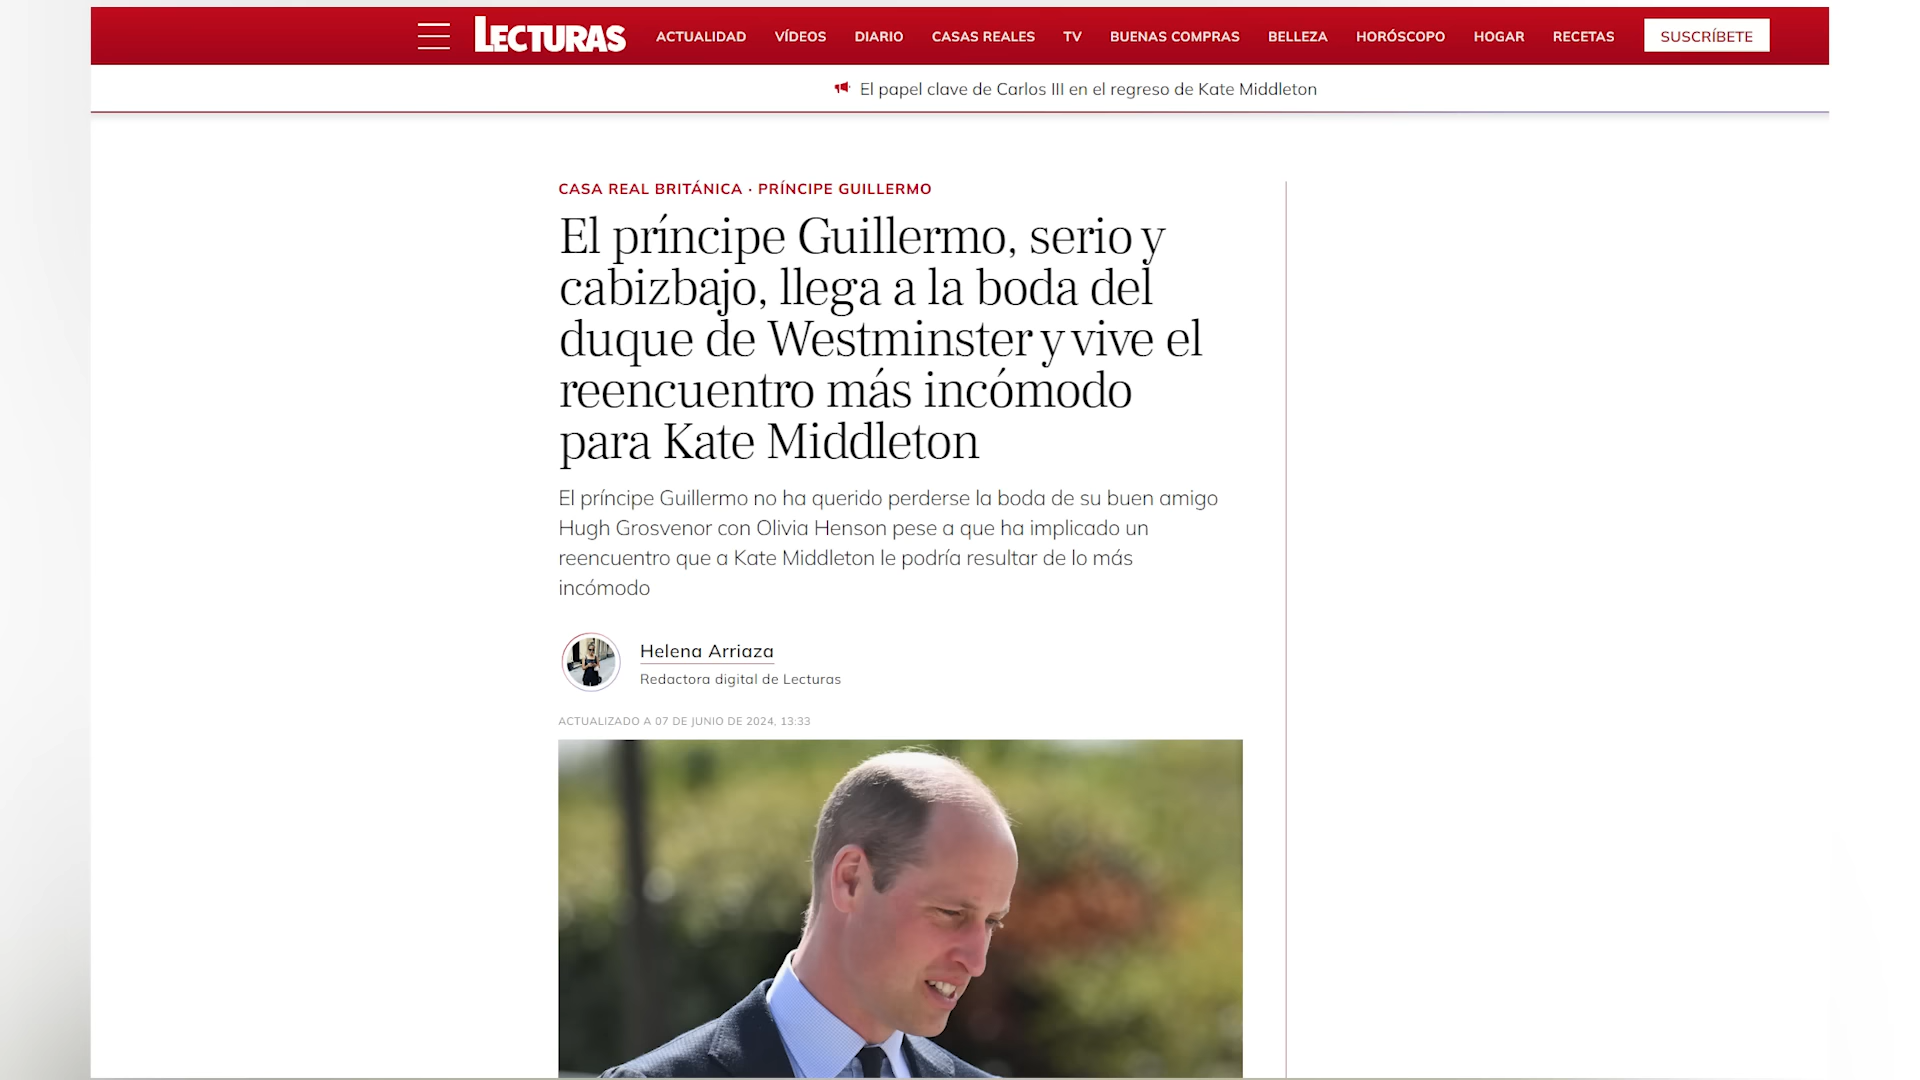 LECTURAS
ACTUALIDAD VÍDEOS DIARIO CASAS REALES TV BUENAS COMPRAS BELLEZA HORÓSCOPO HOGAR RECETAS SUSCRÍBETE
El papel clave de Carlos III en el regreso de Kate Middleton
CASA REAL BRITÁNICA · PRÍNCIPE GUILLERMO
El príncipe Guillermo, serio y
cabizbajo, llega a la boda del
duque de Westminster y vive el
reencuentro más incómodo
para Kate Middleton
El príncipe Guillermo no ha querido perderse la boda de su buen amigo
Hugh Grosvenor con Olivia Henson pese a que ha implicado un
reencuentro que a Kate Middleton le podría resultar de lo más
incómodo
Helena Arriaza
Redactora digital de Lecturas
ACTUALIZADO A 07 DE JUNIO DE 2024, 13:33